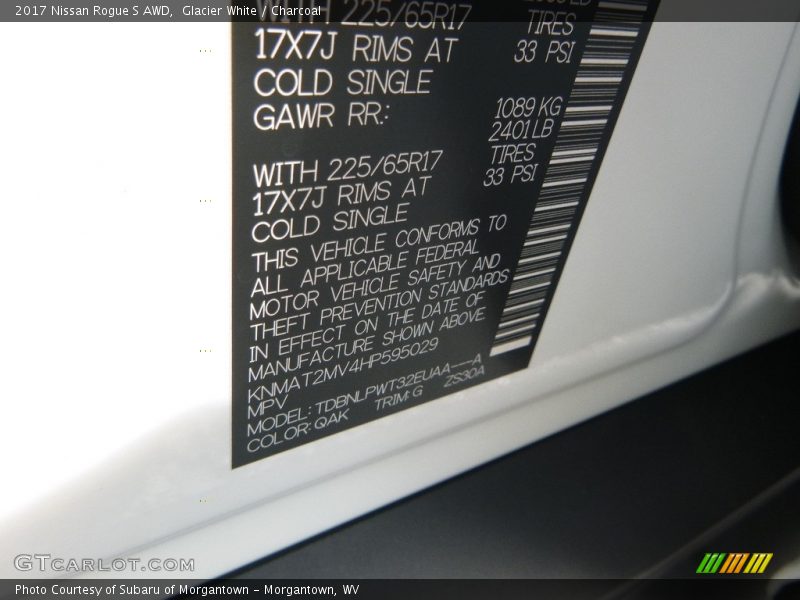 2017 Nissan Rogue S AWD,  Glacier White / Charcoal
WITH 225/65R17 TIRES
17X7J RIMS AT 33 PSI
COLD SINGLE
GAWR RR.: 1089 KG
2401 LB
WITH 225/65R17 TIRES
17X7J RIMS AT 33 PSI
COLD SINGLE
THIS VEHICLE CONFORMS TO
ALL APPLICABLE FEDERAL
MOTOR VEHICLE SAFETY AND
THEFT PREVENTION STANDARDS
IN EFFECT ON THE DATE OF
MANUFACTURE SHOWN ABOVE
KNMAT2MV4HP595029
MPV
MODEL: TDBNLPWT32EUAA----A
COLOR: QAK TRIM: G ZS30A
GTCARLOT.COM
Photo Courtesy of Subaru of Morgantown - Morgantown, WV